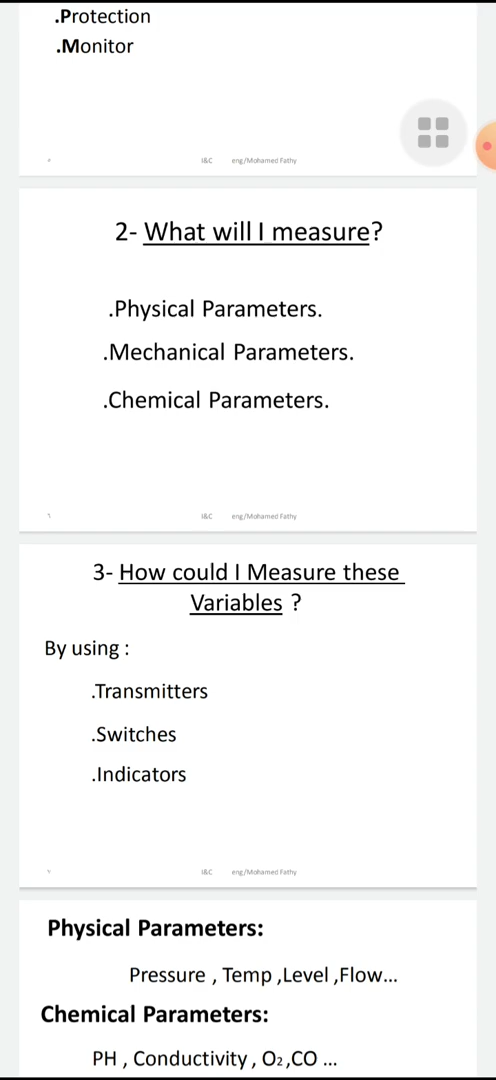 .Protection
.Monitor
I&C eng/Mohamed Fathy
2- What will I measure?
.Physical Parameters.
.Mechanical Parameters.
.Chemical Parameters.
٦ I&C eng/Mohamed Fathy
3- How could I Measure these
Variables ?
By using :
.Transmitters
.Switches
.Indicators
٧ I&C eng/Mohamed Fathy
Physical Parameters:
Pressure , Temp ,Level ,Flow...
Chemical Parameters:
PH , Conductivity , O2 ,CO ...